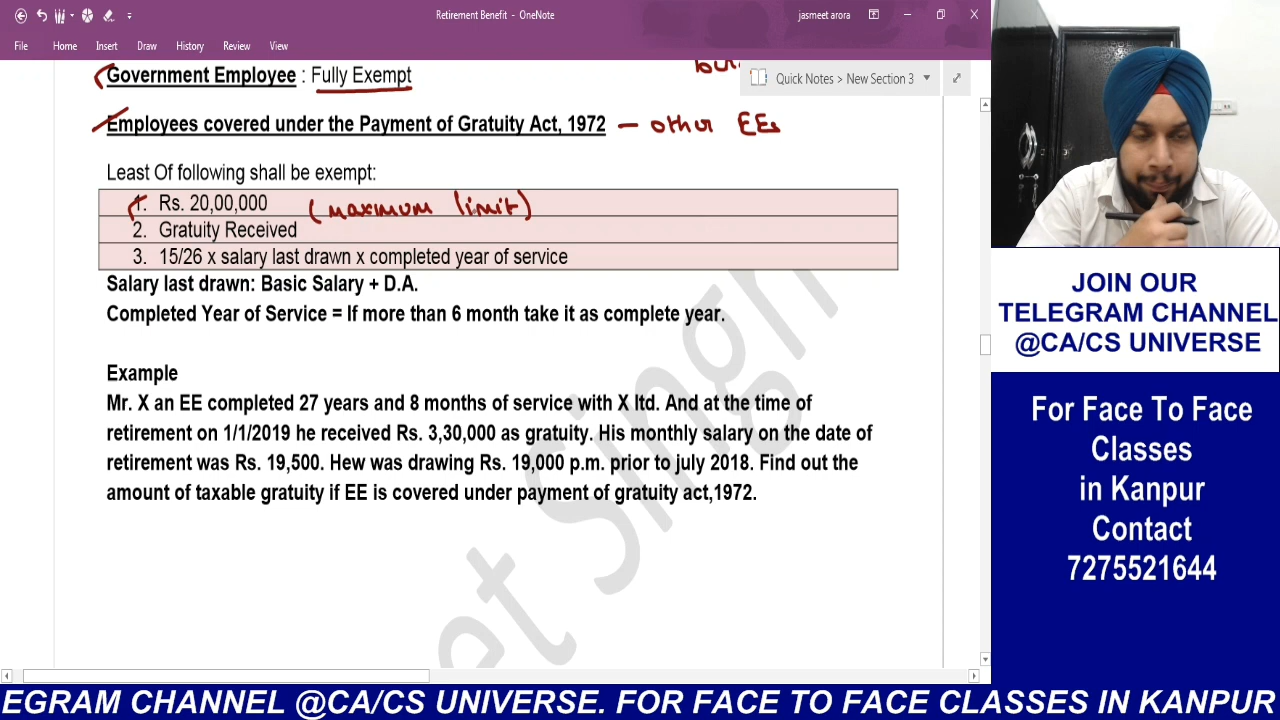 Retirement Benefit - OneNote
jasmeet arora
File Home Insert Draw History Review View
Government Employee : Fully Exempt
Quick Notes > New Section 3
Employees covered under the Payment of Gratuity Act, 1972 — other EEs
Least Of following shall be exempt:
1. Rs. 20,00,000 (maximum limit)
2. Gratuity Received
3. 15/26 x salary last drawn x completed year of service
Salary last drawn: Basic Salary + D.A.
Completed Year of Service = If more than 6 month take it as complete year.
Example
Mr. X an EE completed 27 years and 8 months of service with X ltd. And at the time of
retirement on 1/1/2019 he received Rs. 3,30,000 as gratuity. His monthly salary on the date of
retirement was Rs. 19,500. Hew was drawing Rs. 19,000 p.m. prior to july 2018. Find out the
amount of taxable gratuity if EE is covered under payment of gratuity act,1972.
et Singh
JOIN OUR
TELEGRAM CHANNEL
@CA/CS UNIVERSE
For Face To Face
Classes
in Kanpur
Contact
7275521644
EGRAM CHANNEL @CA/CS UNIVERSE. FOR FACE TO FACE CLASSES IN KANPUR